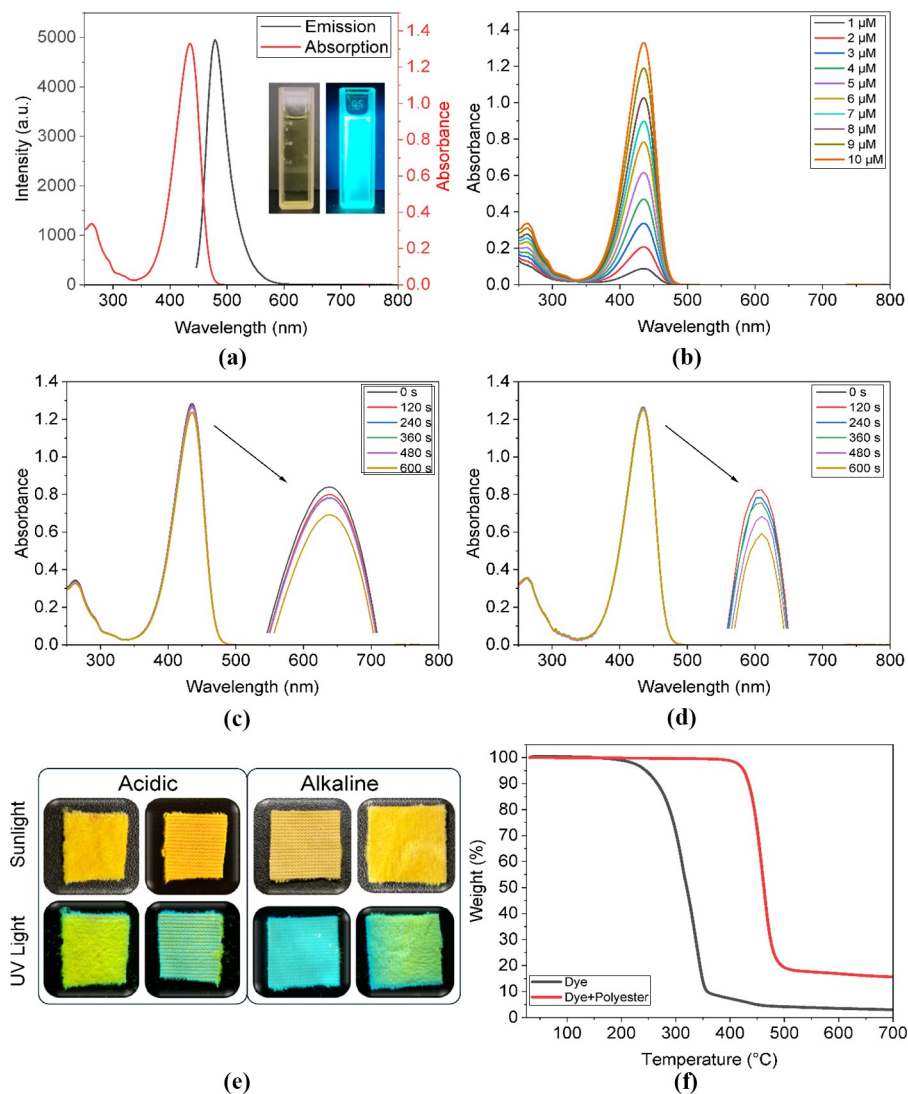 Emission
Absorption
5000
4000
3000
2000
1000
0
Intensity (a.u.)
1.4
1.2
1.0
0.8
0.6
0.4
0.2
0.0
Absorbance
300 400 500 600 700 800
Wavelength (nm)
(a)
1 µM
2 µM
3 µM
4 µM
5 µM
6 µM
7 µM
8 µM
9 µM
10 µM
1.4
1.2
1.0
0.8
0.6
0.4
0.2
0.0
Absorbance
300 400 500 600 700 800
Wavelength (nm)
(b)
0 s
120 s
240 s
360 s
480 s
600 s
1.4
1.2
1.0
0.8
0.6
0.4
0.2
0.0
Absorbance
300 400 500 600 700 800
Wavelength (nm)
(c)
0 s
120 s
240 s
360 s
480 s
600 s
1.4
1.2
1.0
0.8
0.6
0.4
0.2
0.0
Absorbance
300 400 500 600 700 800
Wavelength (nm)
(d)
Acidic Alkaline
Sunlight
UV Light
(e)
100
90
80
70
60
50
40
30
20
10
0
Weight (%)
Dye
Dye+Polyester
100 200 300 400 500 600 700
Temperature (°C)
(f)